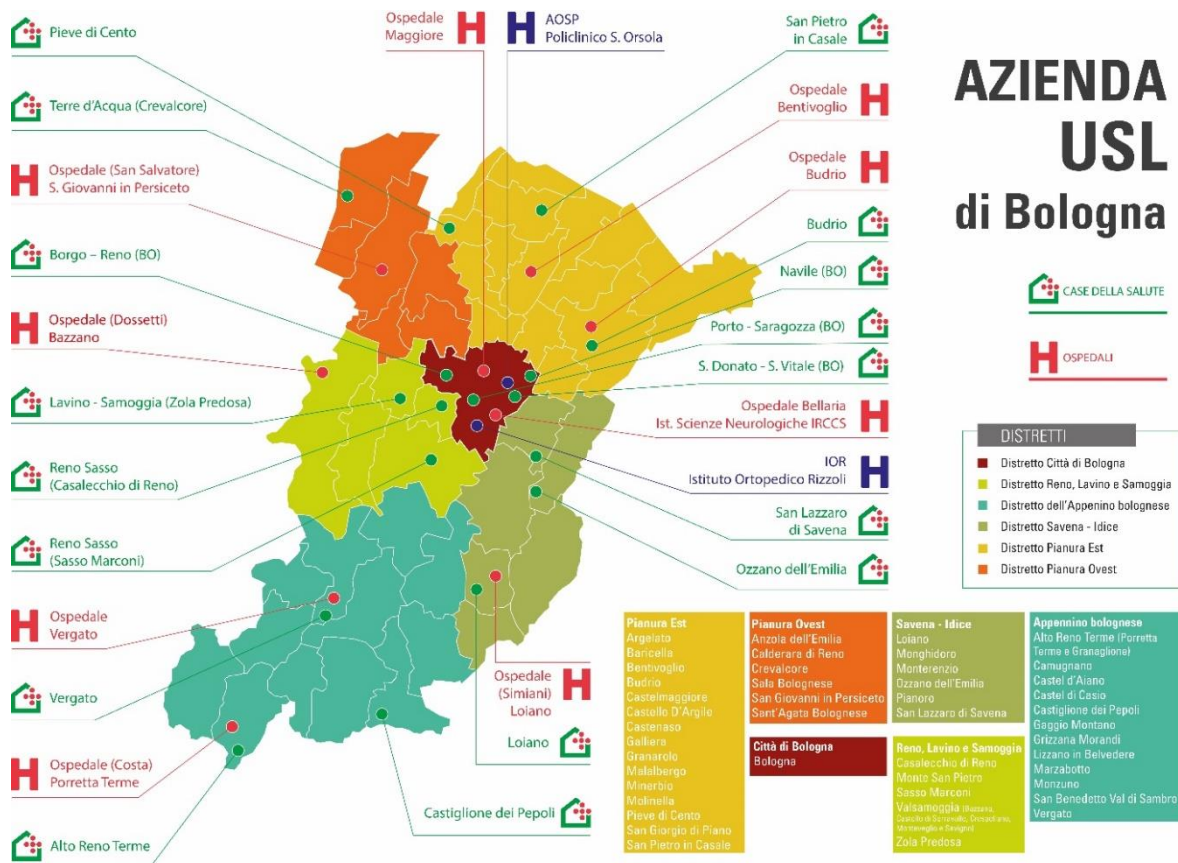 Pieve di Cento
Terre d'Acqua (Crevalcore)
Ospedale (San Salvatore)
S. Giovanni in Persiceto
Borgo – Reno (BO)
Ospedale (Dossetti)
Bazzano
Lavino - Samoggia (Zola Predosa)
Reno Sasso
(Casalecchio di Reno)
Reno Sasso
(Sasso Marconi)
Ospedale
Vergato
Vergato
Ospedale (Costa)
Porretta Terme
Alto Reno Terme
Ospedale
Maggiore
AOSP
Policlinico S. Orsola
San Pietro
in Casale
Ospedale
Bentivoglio
Ospedale
Budrio
Budrio
Navile (BO)
Porto - Saragozza (BO)
S. Donato - S. Vitale (BO)
Ospedale Bellaria
Ist. Scienze Neurologiche IRCCS
IOR
Istituto Ortopedico Rizzoli
San Lazzaro
di Savena
Ozzano dell'Emilia
Ospedale
(Simiani)
Loiano
Loiano
Castiglione dei Pepoli
AZIENDA
USL
di Bologna
CASE DELLA SALUTE
H OSPEDALI
DISTRETTI
Distretto Città di Bologna
Distretto Reno, Lavino e Samoggia
Distretto dell'Appenino bolognese
Distretto Savena - Idice
Distretto Pianura Est
Distretto Pianura Ovest
Pianura Est
Argelato
Baricella
Bentivoglio
Budrio
Castelmaggiore
Castello D'Argile
Castenaso
Galliera
Granarolo
Malalbergo
Minerbio
Molinella
Pieve di Cento
San Giorgio di Piano
San Pietro in Casale
Pianura Ovest
Anzola dell'Emilia
Calderara di Reno
Crevalcore
Sala Bolognese
San Giovanni in Persiceto
Sant'Agata Bolognese
Città di Bologna
Bologna
Savena - Idice
Loiano
Monghidoro
Monterenzio
Ozzano dell'Emilia
Pianoro
San Lazzaro di Savena
Reno, Lavino e Samoggia
Casalecchio di Reno
Monte San Pietro
Sasso Marconi
Valsamoggia (Bazzano,
Castello di Serravalle, Crespellano,
Monteveglio e Savigno)
Zola Predosa
Appennino bolognese
Alto Reno Terme (Porretta
Terme e Granaglione)
Camugnano
Castel d'Aiano
Castel di Casio
Castiglione dei Pepoli
Gaggio Montano
Grizzana Morandi
Lizzano in Belvedere
Marzabotto
Monzuno
San Benedetto Val di Sambro
Vergato